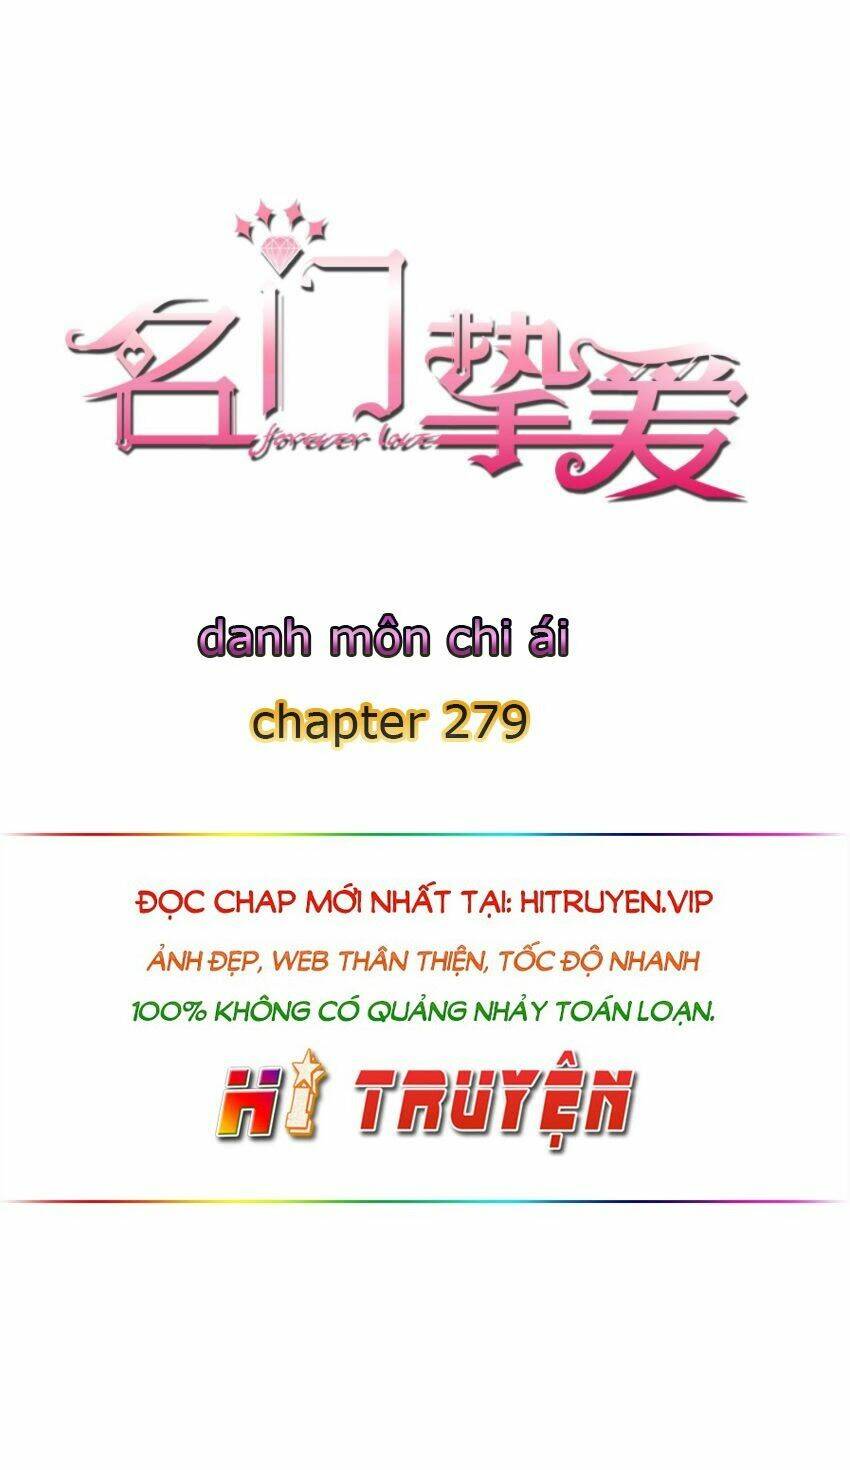 名门挚爱
forever love
danh môn chi ái
chapter 279
ĐỌC CHAP MỚI NHẤT TẠI: HITRUYEN.VIP
ẢNH ĐẸP, WEB THÂN THIỆN, TỐC ĐỘ NHANH
100% KHÔNG CÓ QUẢNG NHẢY TOÁN LOẠN.
HI TRUYỆN